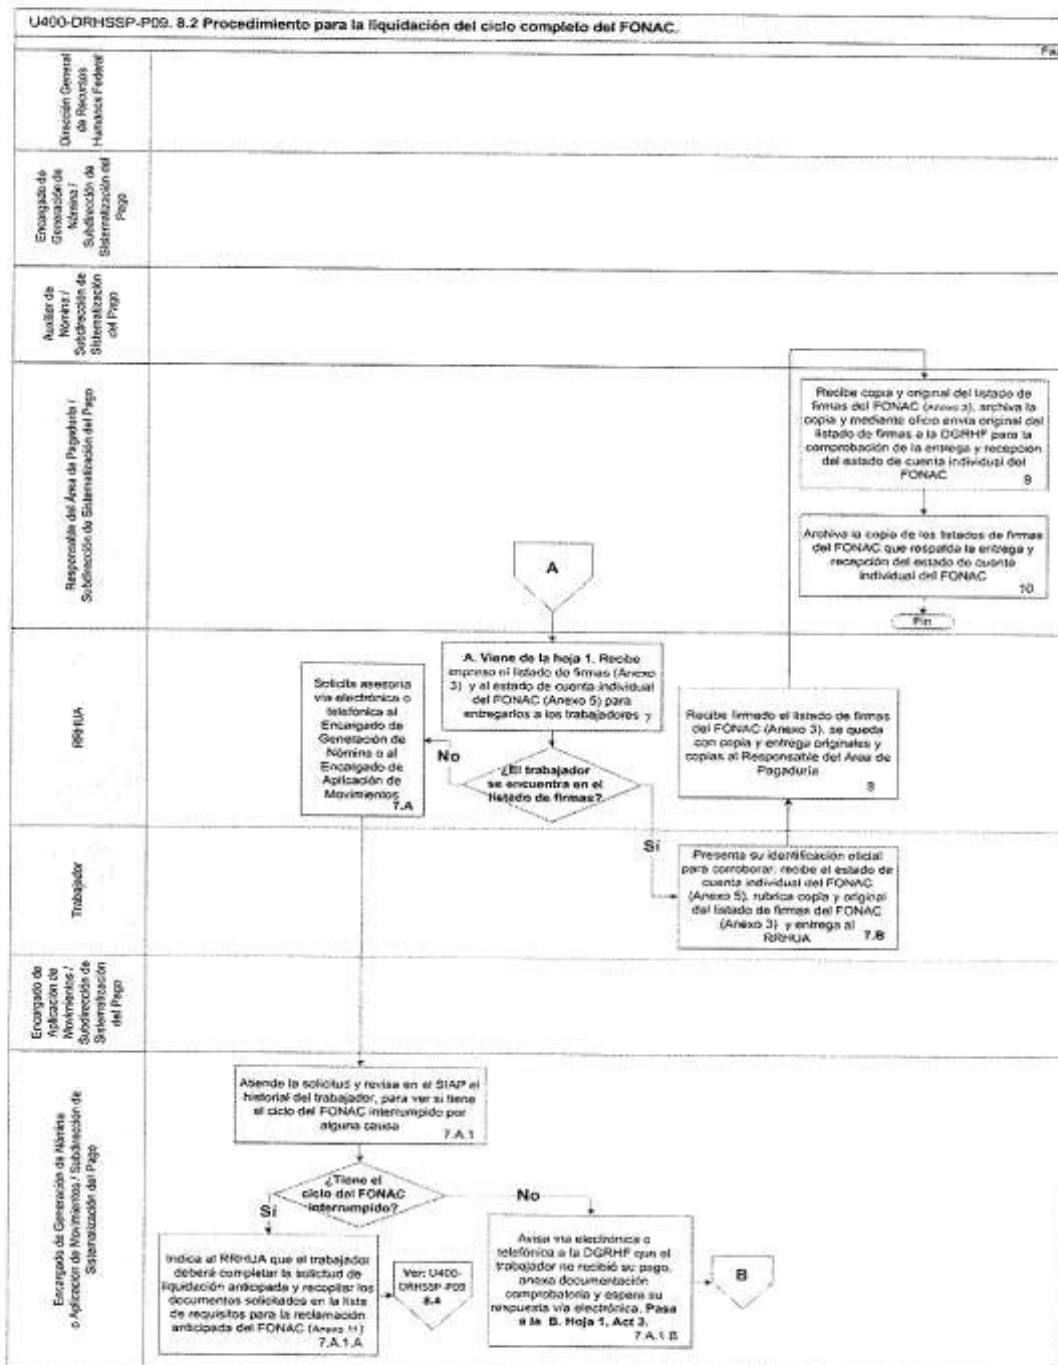 U400-DRHSSP-P09. 8.2 Procedimiento para la liquidación del ciclo completo del FONAC.
Fa
Dirección General
de Recursos
Humanos Federal
Encargado de
Generación de
Nómina /
Subdirección de
Sistematización del
Pago
Auxiliar de
Nómina /
Subdirección de
Sistematización
del Pago
Responsable del Área de Pagaduría /
Subdirección de Sistematización del Pago
Recibe copia y original del listado de
firmas del FONAC (Anexo 3), archiva la
copia y mediante oficio envía original del
listado de firmas a la DGRHF para la
comprobación de la entrega y recepción
del estado de cuenta individual del
FONAC
9
Archiva la copia de los listados de firmas
del FONAC que respalda la entrega y
recepción del estado de cuenta
individual del FONAC
10
Fin
A
RRHUA
A. Viene de la hoja 1. Recibe
impreso el listado de firmas (Anexo
3) y el estado de cuenta individual
del FONAC (Anexo 5) para
entregarlos a los trabajadores 7
Solicita asesoría
vía electrónica o
telefónica al
Encargado de
Generación de
Nómina o al
Encargado de
Aplicación de
Movimientos
7.A
No
¿El trabajador
se encuentra en el
listado de firmas?
Sí
Recibe firmado el listado de firmas
del FONAC (Anexo 3), se queda
con copia y entrega originales y
copias al Responsable del Área de
Pagaduría
8
Trabajador
Presenta su identificación oficial
para corroborar, recibe el estado de
cuenta individual del FONAC
(Anexo 5), rubrica copia y original
del listado de firmas del FONAC
(Anexo 3) y entrega al
RRHUA 7.B
Encargado de
Aplicación de
Movimientos /
Subdirección de
Sistematización
del Pago
Encargado de Generación de Nómina
o Aplicación de Movimientos / Subdirección de
Sistematización del Pago
Atiende la solicitud y revisa en el SIAP el
historial del trabajador, para ver si tiene
el ciclo del FONAC interrumpido por
alguna causa
7.A.1
¿Tiene el
ciclo del FONAC
interrumpido?
Sí
No
Indica al RRHUA que el trabajador
deberá completar la solicitud de
liquidación anticipada y recopilar los
documentos solicitados en la lista
de requisitos para la reclamación
anticipada del FONAC (Anexo 11)
7.A.1.A
Ver: U400-
DRHSSP-P09
8.4
Avisa vía electrónica o
telefónica a la DGRHF que el
trabajador no recibió su pago,
anexa documentación
comprobatoria y espera su
respuesta vía electrónica. Pasa
a la B. Hoja 1, Act 3.
7.A.1.B
B